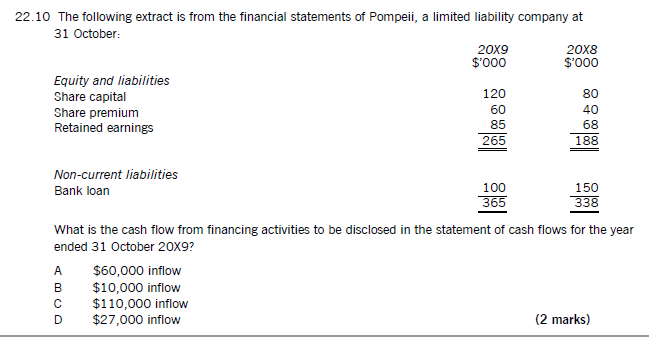 22.10 The following extract is from the financial statements of Pompeii, a limited liability company at
31 October:
20X9 20X8
$'000 $'000
Equity and liabilities
Share capital 120 80
Share premium 60 40
Retained earnings 85 68
265 188
Non-current liabilities
Bank loan 100 150
365 338
What is the cash flow from financing activities to be disclosed in the statement of cash flows for the year
ended 31 October 20X9?
A $60,000 inflow
B $10,000 inflow
C $110,000 inflow
D $27,000 inflow (2 marks)